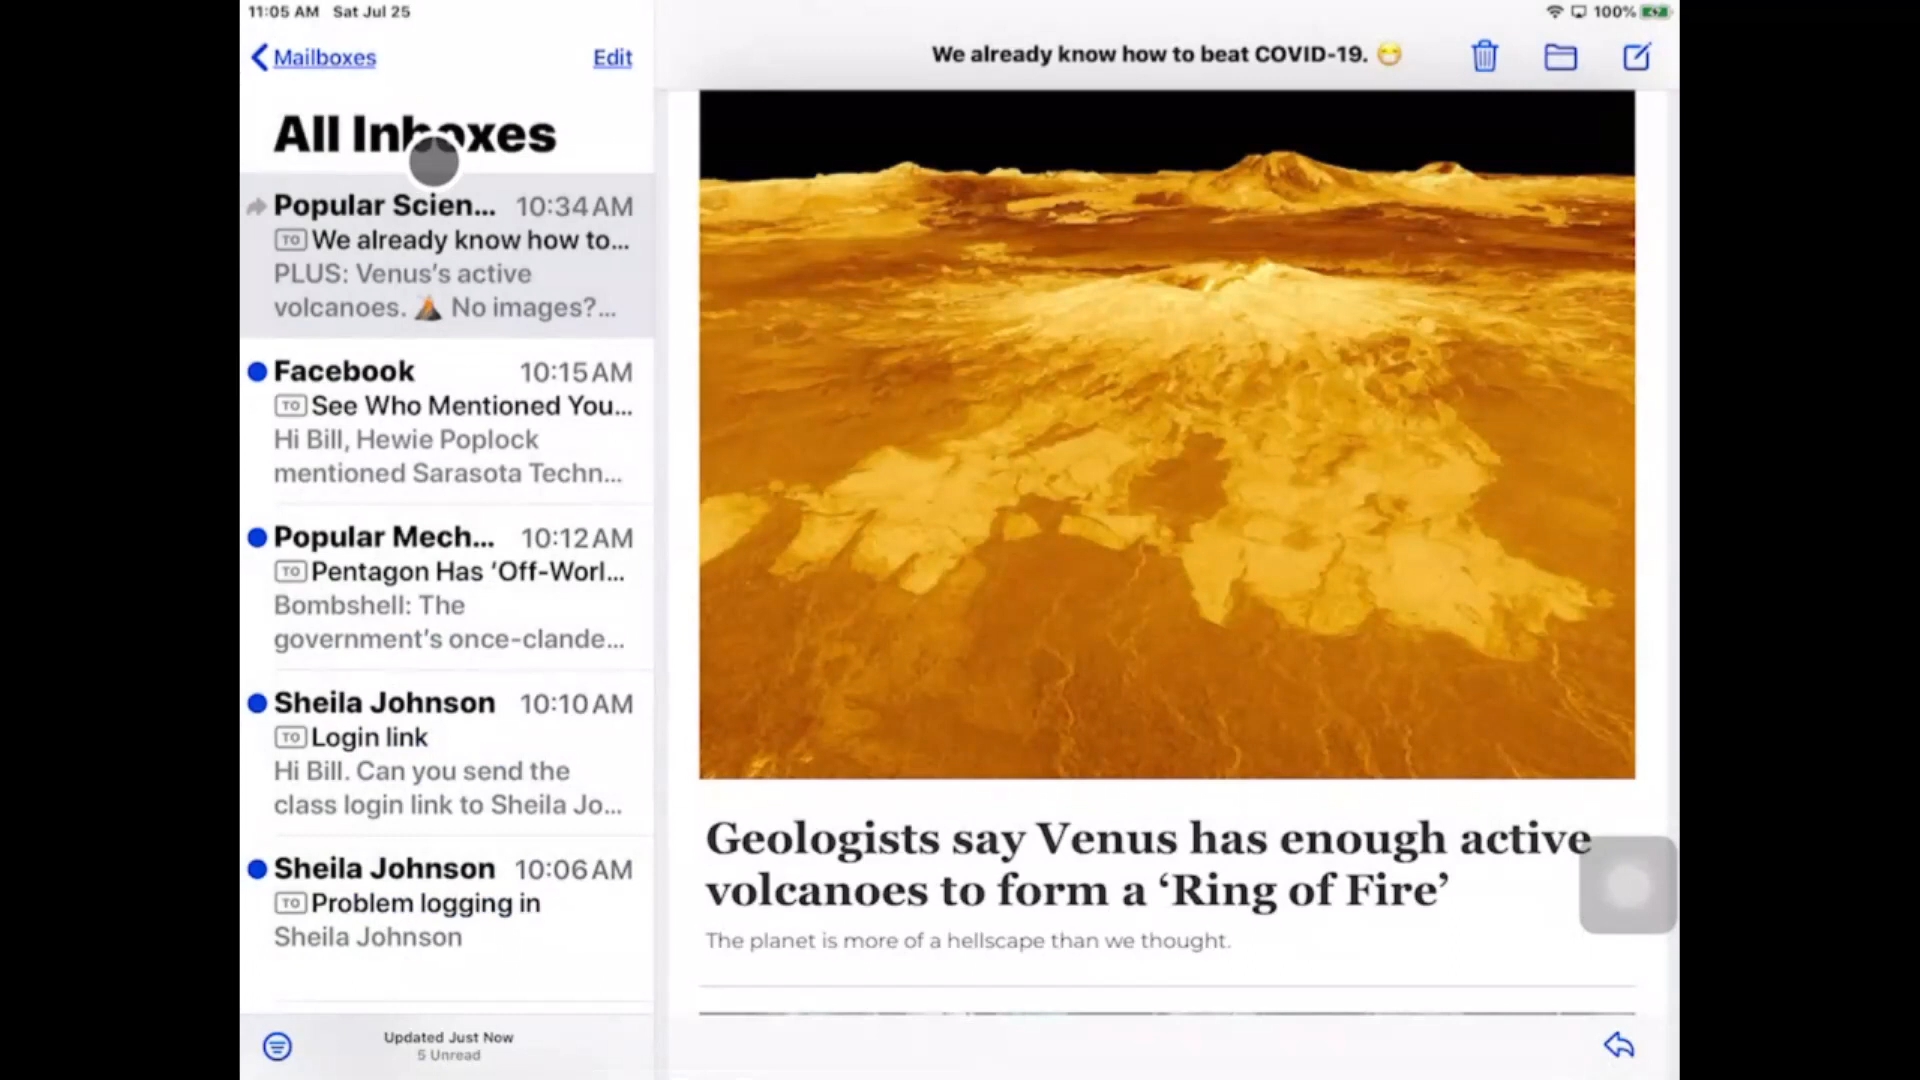 11:05 AM Sat Jul 25
100%
Mailboxes
Edit
We already know how to beat COVID-19. 😷
All Inboxes
Popular Scien... 10:34 AM
TO We already know how to...
PLUS: Venus's active
volcanoes. 🌋 No images?...
Facebook 10:15 AM
TO See Who Mentioned You...
Hi Bill, Hewie Poplock
mentioned Sarasota Techn...
Popular Mech... 10:12 AM
TO Pentagon Has ‘Off-Worl...
Bombshell: The
government's once-clande...
Sheila Johnson 10:10 AM
TO Login link
Hi Bill. Can you send the
class login link to Sheila Jo...
Sheila Johnson 10:06 AM
TO Problem logging in
Sheila Johnson
Updated Just Now
5 Unread
Geologists say Venus has enough active
volcanoes to form a ‘Ring of Fire’
The planet is more of a hellscape than we thought.